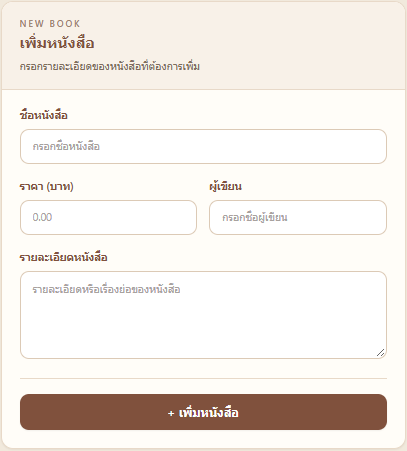 NEW BOOK
เพิ่มหนังสือ
กรอกรายละเอียดของหนังสือที่ต้องการเพิ่ม
ชื่อหนังสือ
กรอกชื่อหนังสือ
ราคา (บาท) ผู้เขียน
0.00 กรอกชื่อผู้เขียน
รายละเอียดหนังสือ
รายละเอียดหรือเรื่องย่อของหนังสือ
+ เพิ่มหนังสือ